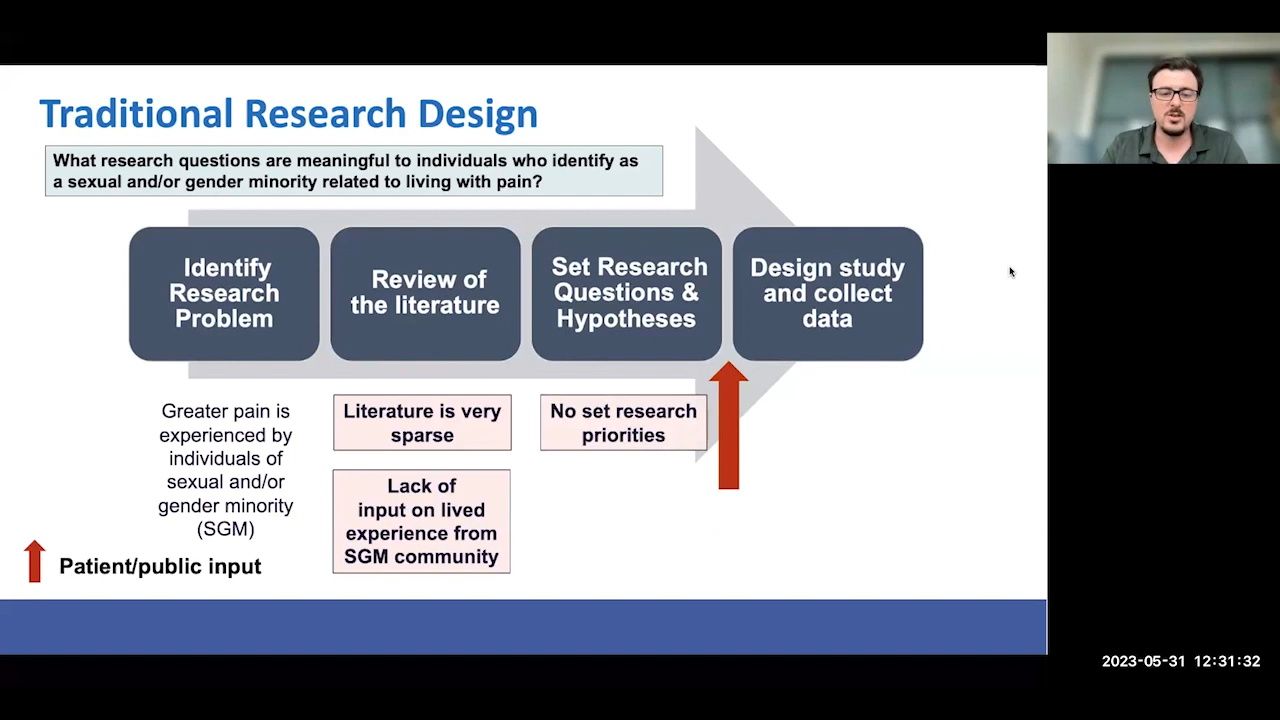 Traditional Research Design
What research questions are meaningful to individuals who identify as
a sexual and/or gender minority related to living with pain?
Identify
Research
Problem
Review of
the literature
Set Research
Questions &
Hypotheses
Design study
and collect
data
Greater pain is
experienced by
individuals of
sexual and/or
gender minority
(SGM)
Literature is very
sparse
Lack of
input on lived
experience from
SGM community
No set research
priorities
Patient/public input
2023-05-31 12:31:32